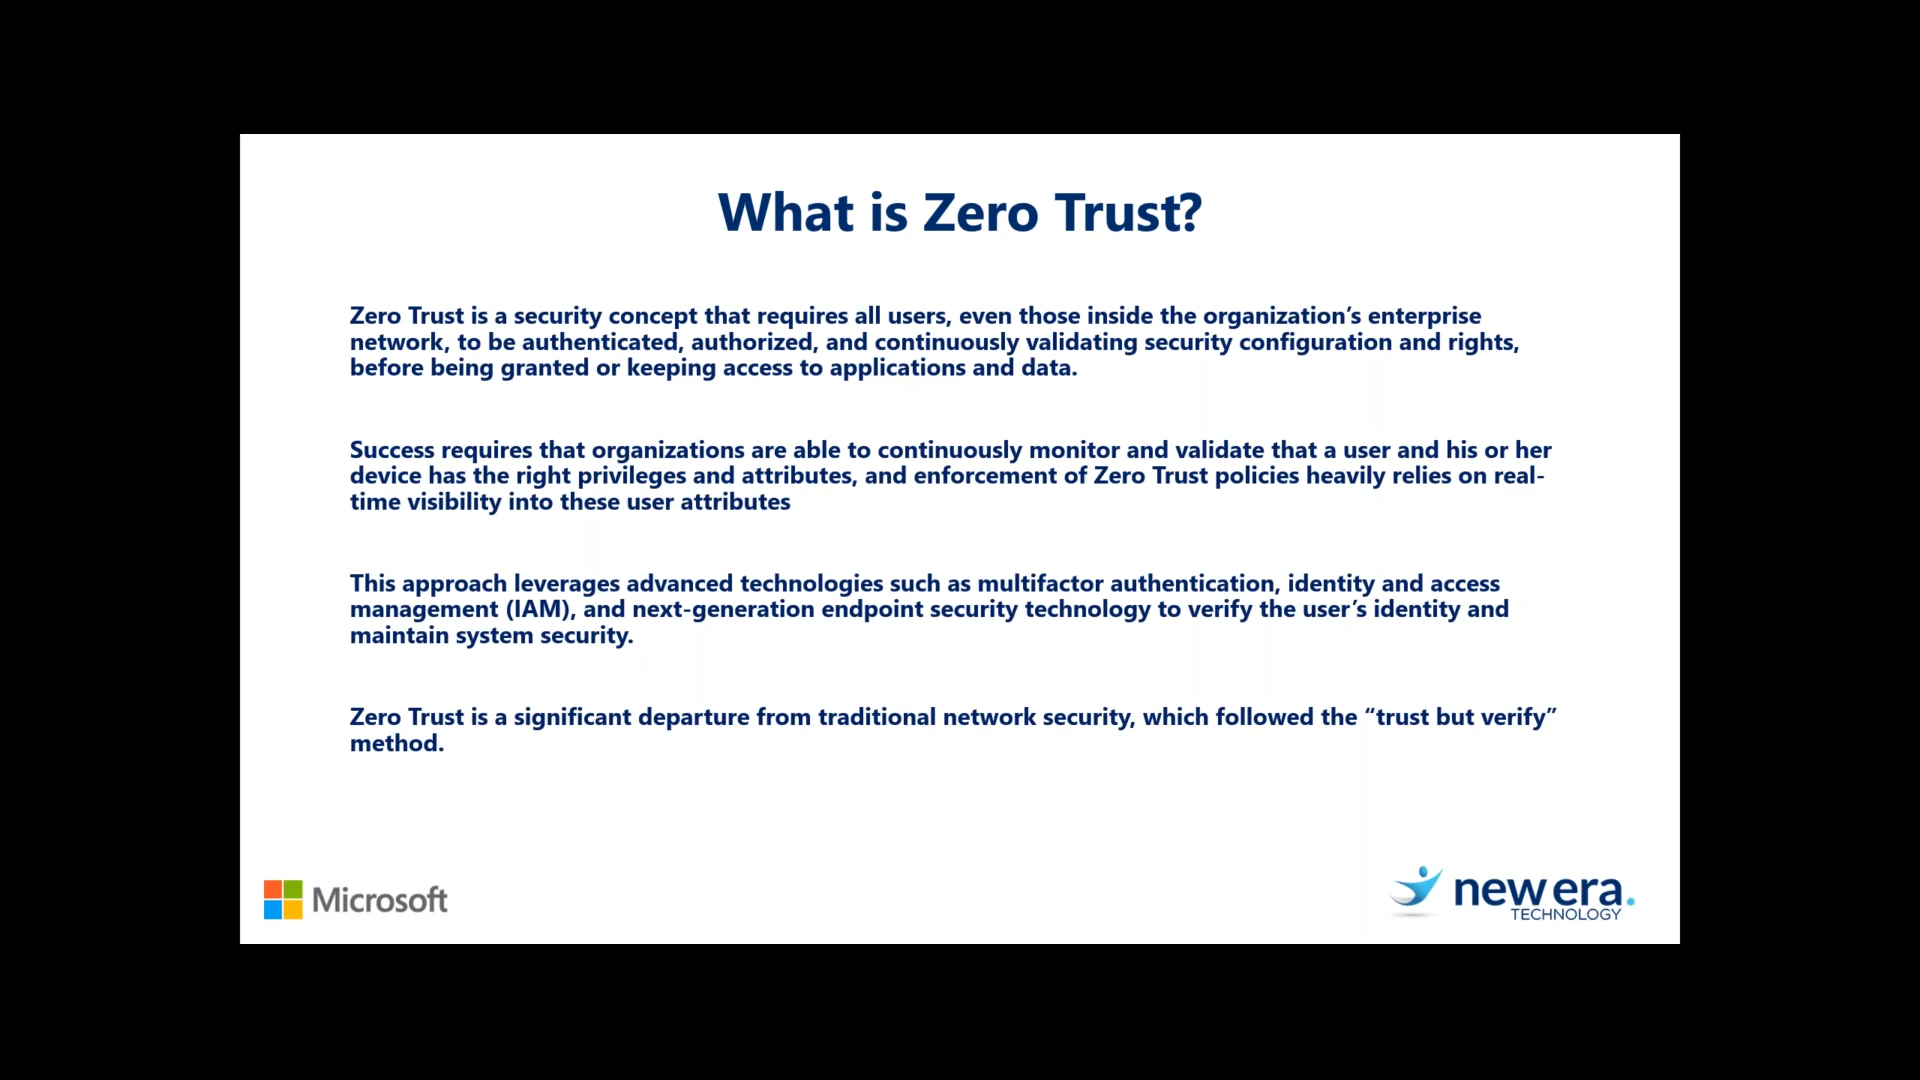 What is Zero Trust?
Zero Trust is a security concept that requires all users, even those inside the organization’s enterprise
network, to be authenticated, authorized, and continuously validating security configuration and rights,
before being granted or keeping access to applications and data.
Success requires that organizations are able to continuously monitor and validate that a user and his or her
device has the right privileges and attributes, and enforcement of Zero Trust policies heavily relies on real-
time visibility into these user attributes
This approach leverages advanced technologies such as multifactor authentication, identity and access
management (IAM), and next-generation endpoint security technology to verify the user’s identity and
maintain system security.
Zero Trust is a significant departure from traditional network security, which followed the “trust but verify”
method.
Microsoft
new era.
TECHNOLOGY